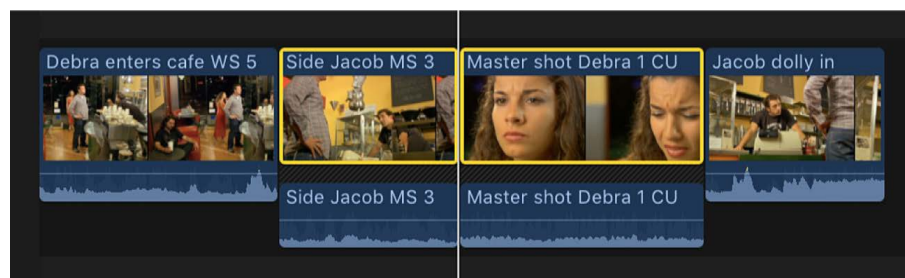 Debra enters cafe WS 5
Side Jacob MS 3
Master shot Debra 1 CU
Jacob dolly in
Side Jacob MS 3
Master shot Debra 1 CU